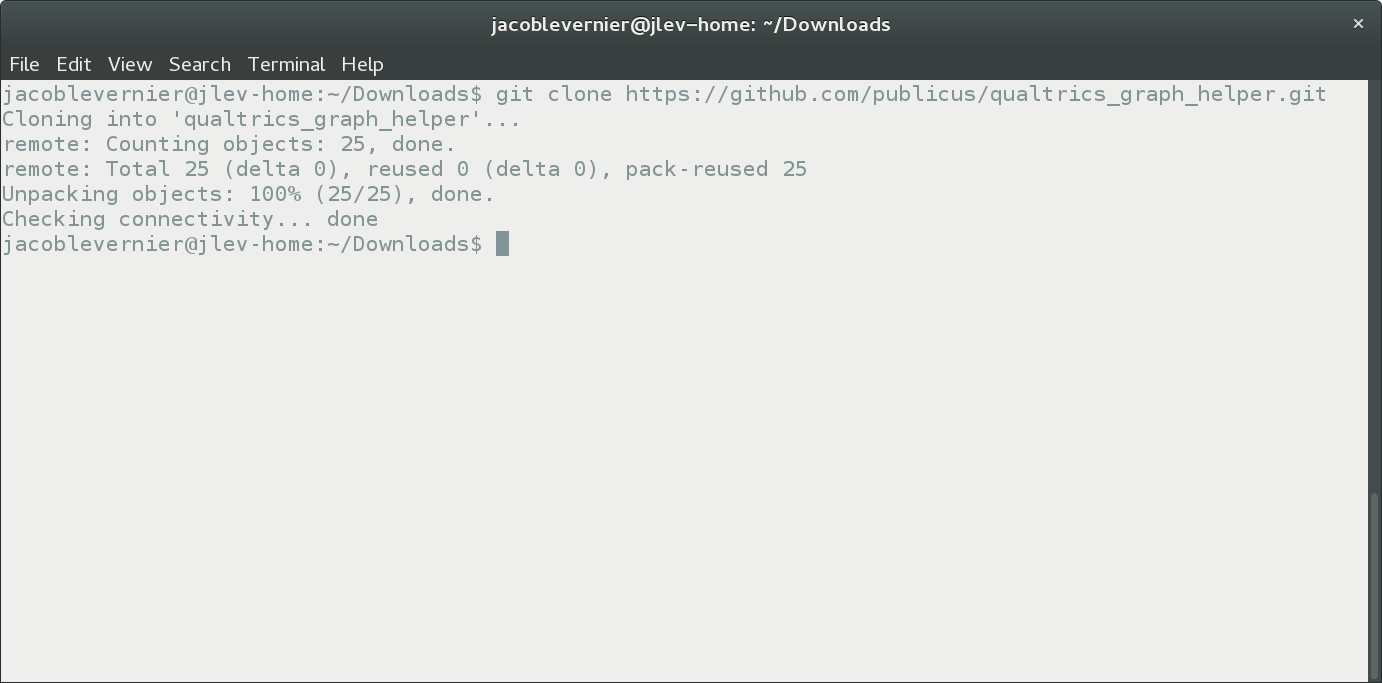 jacoblevernier@jlev-home: ~/Downloads ×
File Edit View Search Terminal Help
jacoblevernier@jlev-home:~/Downloads$ git clone https://github.com/publicus/qualtrics_graph_helper.git
Cloning into 'qualtrics_graph_helper'...
remote: Counting objects: 25, done.
remote: Total 25 (delta 0), reused 0 (delta 0), pack-reused 25
Unpacking objects: 100% (25/25), done.
Checking connectivity... done
jacoblevernier@jlev-home:~/Downloads$